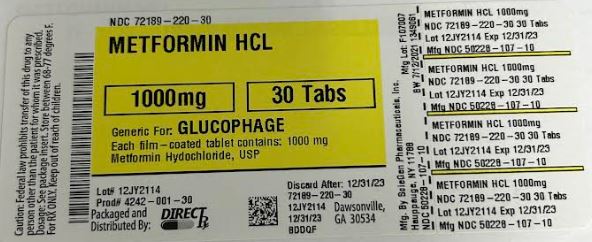 NDC 72189-220-30
METFORMIN HCL
1000mg
30 Tabs
Generic For: GLUCOPHAGE
Each film-coated tablet contains: 1000 mg
Metformin Hydrochloride, USP
Lot# 12JY2114
Prod# 4242-001-30
Packaged and
Distributed By:
DIRECT Rx
Discard After: 12/31/23
72189-220-30
12JY2114
12/31/23
BDDQF
Dawsonville,
GA 30534
Caution: Federal law prohibits transfer of this drug to any
person other than the patient for whom it was prescribed.
Dosage: See package insert. Store between 68-77 degrees F.
For RX ONLY. Keep out of reach of children.
Mfg. By SoleGen Pharmaceuticals, Inc.
Hauppauge, NY 11788
NDC 50228-107-10
Mfg Lot: F107007
BW 7/12/2021 1349081
METFORMIN HCL 1000mg
NDC 72189-220-30 30 Tabs
Lot 12JY2114 Exp 12/31/23
Mfg NDC 50228-107-10
METFORMIN HCL 1000mg
NDC 72189-220-30 30 Tabs
Lot 12JY2114 Exp 12/31/23
Mfg NDC 50228-107-10
METFORMIN HCL 1000mg
NDC 72189-220-30 30 Tabs
Lot 12JY2114 Exp 12/31/23
Mfg NDC 50228-107-10
METFORMIN HCL 1000mg
NDC 72189-220-30 30 Tabs
Lot 12JY2114 Exp 12/31/23
Mfg NDC 50228-107-10